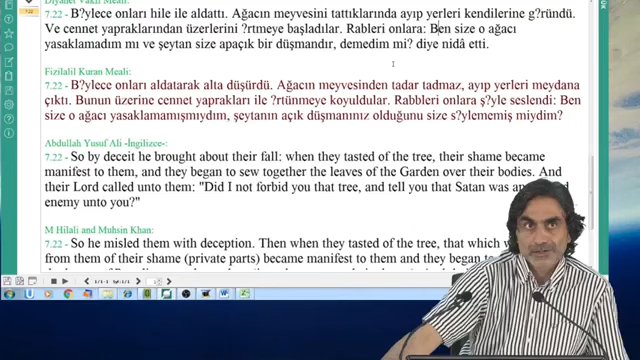 Diyanet Vakfı Meali:
7.22 - B?ylece onları hile ile aldattı. Ağacın meyvesini tattıklarında ayıp yerleri kendilerine g?ründü.
Ve cennet yapraklarından üzerlerini ?rtmeye başladılar. Rableri onlara: Ben size o ağacı
yasaklamadım mı ve şeytan size apaçık bir düşmandır, demedim mi? diye nidâ etti.
Fizilalil Kuran Meali:
7.22 - B?ylece onları aldatarak alta düşürdü. Ağacın meyvesinden tadar tadmaz, ayıp yerleri meydana
çıktı. Bunun üzerine cennet yaprakları ile ?rtünmeye koyuldular. Rabbleri onlara ş?yle seslendi: Ben
size o ağacı yasaklamamışmıydım, şeytanın açık düşmanınız olduğunu size s?ylememiş miydim?
Abdullah Yusuf Ali -İngilizce-:
7.22 - So by deceit he brought about their fall: when they tasted of the tree, their shame became
manifest to them, and they began to sew together the leaves of the Garden over their bodies. And
their Lord called unto them: "Did I not forbid you that tree, and tell you that Satan was an
enemy unto you?"
M Hilali and Muhsin Khan:
7.22 - So he misled them with deception. Then when they tasted of the tree, that which
from them of their shame (private parts) became manifest to them and they began to